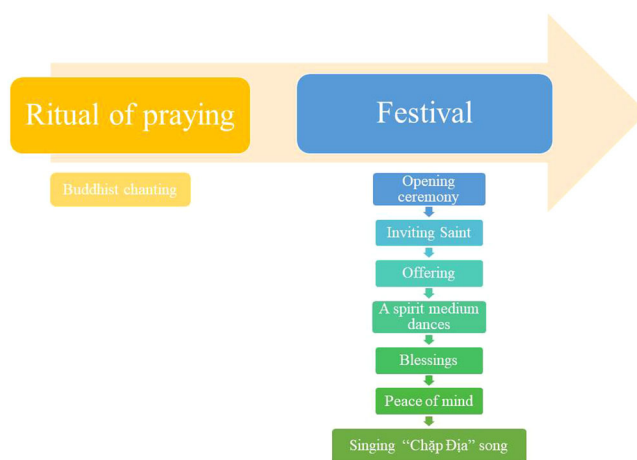 Ritual of praying
Festival
Buddhist chanting
Opening
ceremony
Inviting Saint
Offering
A spirit medium
dances
Blessings
Peace of mind
Singing “Chặp Địa” song